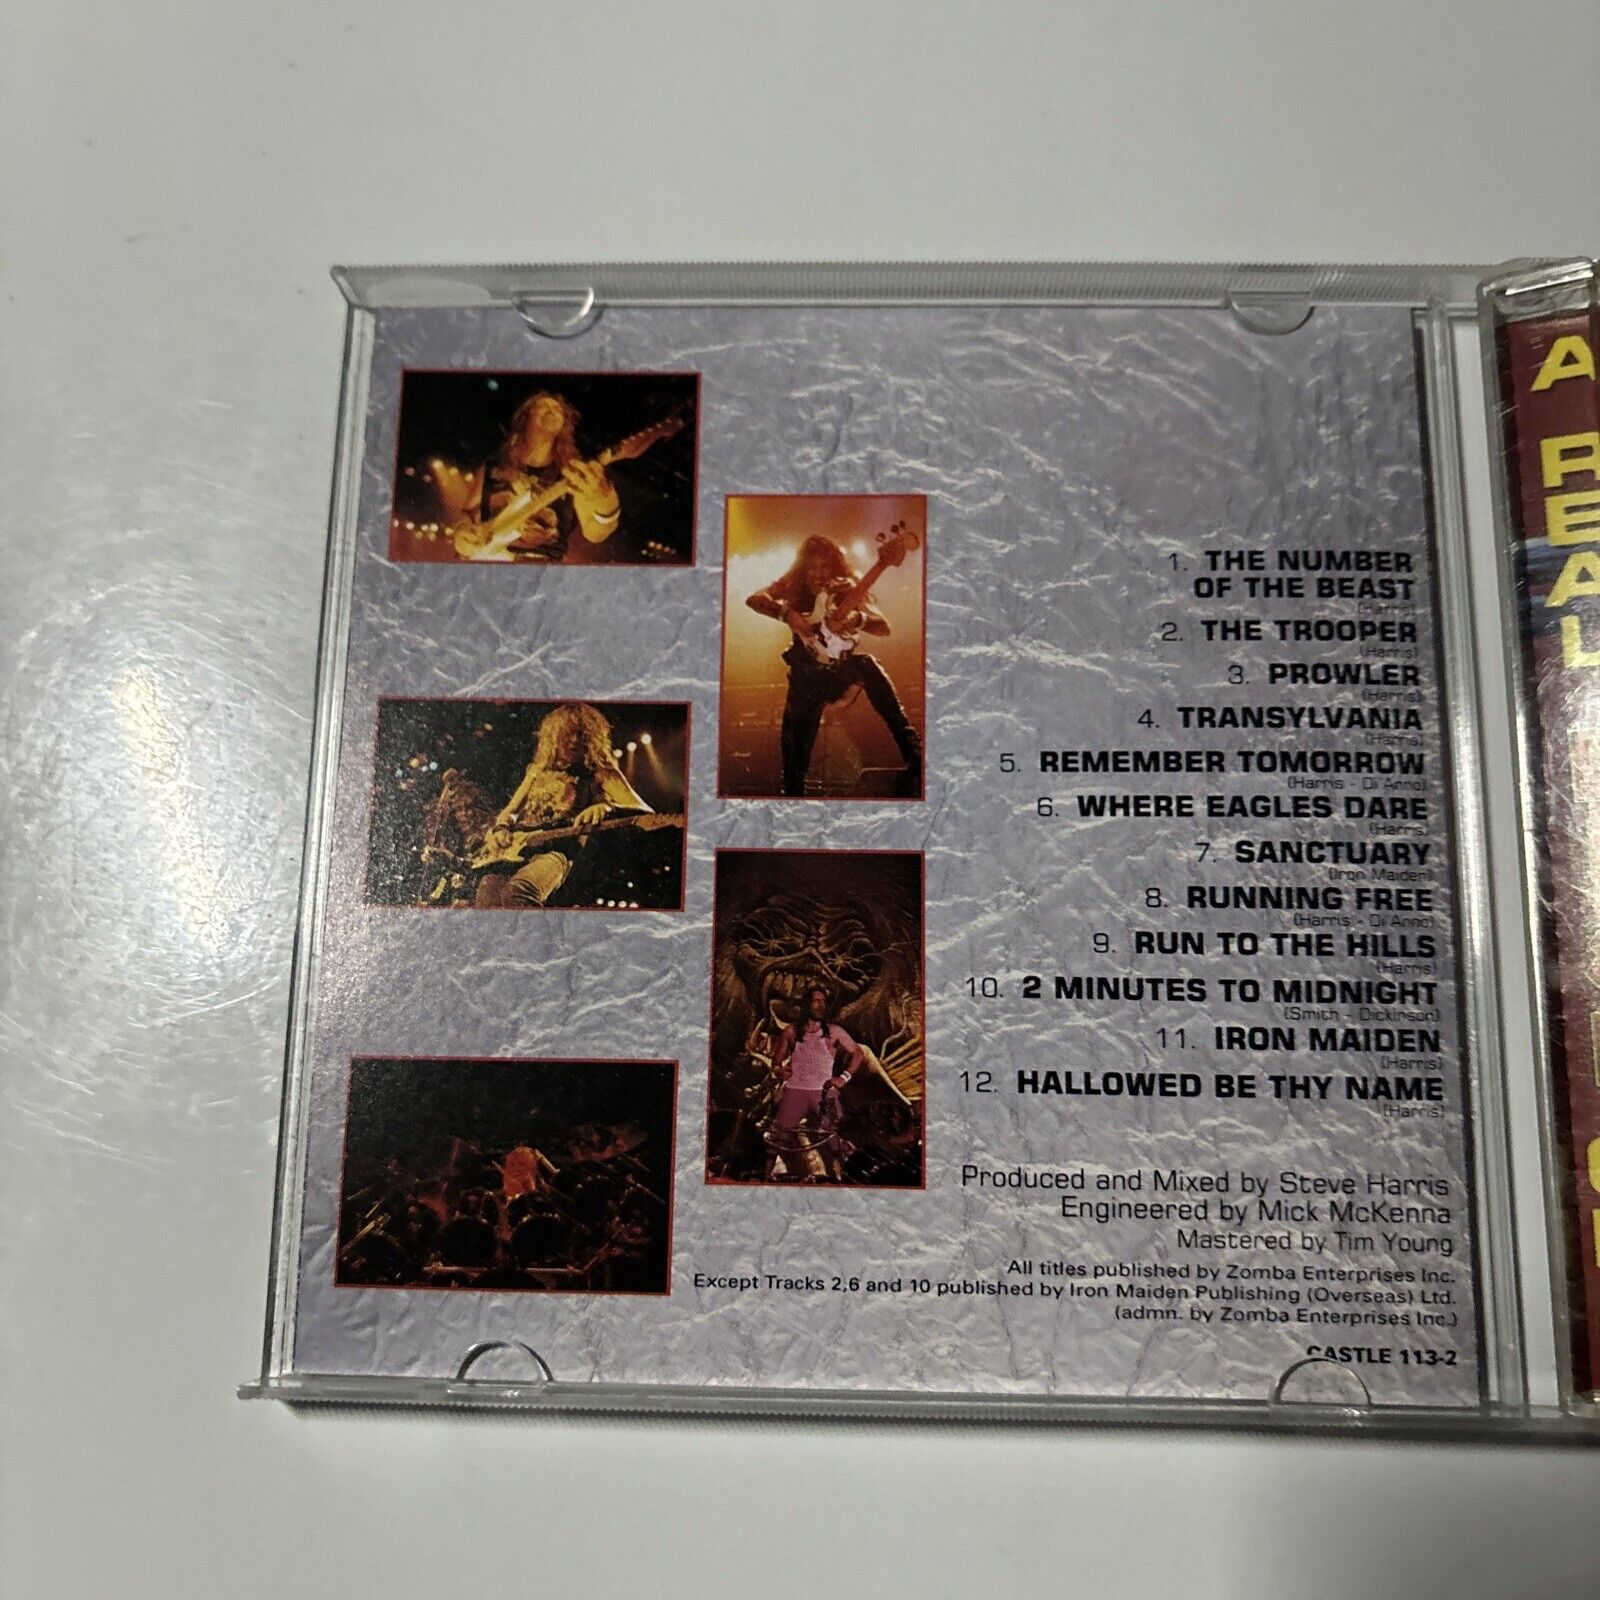 1. THE NUMBER
OF THE BEAST
(Harris)
2. THE TROOPER
(Harris)
3. PROWLER
(Harris)
4. TRANSYLVANIA
(Harris)
5. REMEMBER TOMORROW
(Harris - Di'Anno)
6. WHERE EAGLES DARE
(Harris)
7. SANCTUARY
(Iron Maiden)
8. RUNNING FREE
(Harris - Di'Anno)
9. RUN TO THE HILLS
(Harris)
10. 2 MINUTES TO MIDNIGHT
(Smith - Dickinson)
11. IRON MAIDEN
(Harris)
12. HALLOWED BE THY NAME
(Harris)
Produced and Mixed by Steve Harris
Engineered by Mick McKenna
Mastered by Tim Young
All titles published by Zomba Enterprises Inc.
Except Tracks 2,6 and 10 published by Iron Maiden Publishing (Overseas) Ltd.
(admn. by Zomba Enterprises Inc.)
CASTLE 113-2
A
REAL